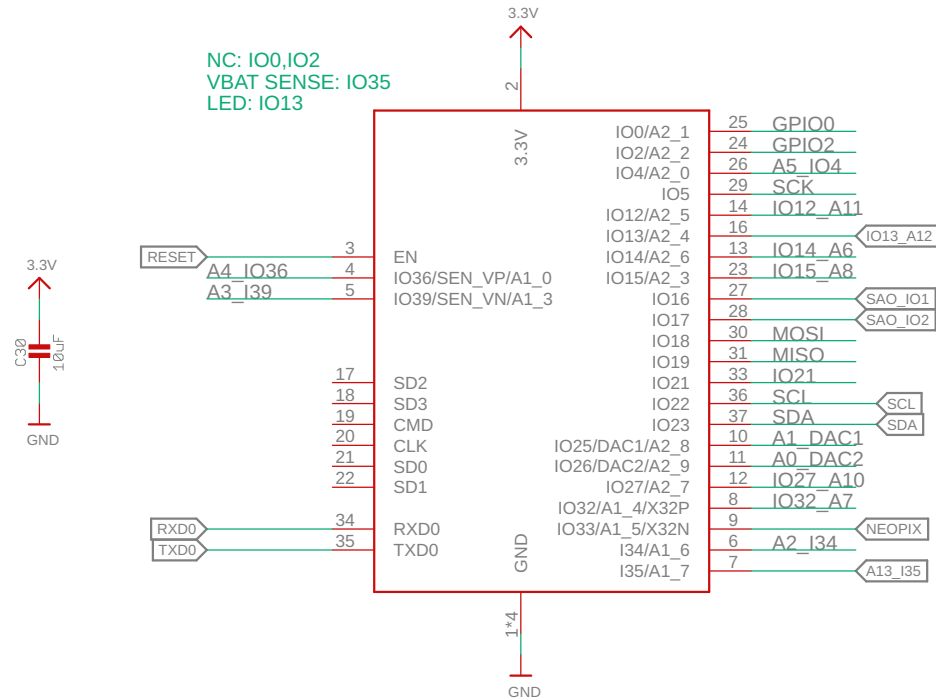 3.3V
NC: IO0,IO2
VBAT SENSE: IO35
LED: IO13
2
3.3V
IO0/A2_1 25 GPIO0
IO2/A2_2 24 GPIO2
IO4/A2_0 26 A5_IO4
IO5 29 SCK
IO12/A2_5 14 IO12_A11
IO13/A2_4 16 IO13_A12
RESET 3 EN IO14/A2_6 13 IO14_A6
A4_IO36 4 IO36/SEN_VP/A1_0 IO15/A2_3 23 IO15_A8
A3_I39 5 IO39/SEN_VN/A1_3 IO16 27 SAO_IO1
IO17 28 SAO_IO2
IO18 30 MOSI
IO19 31 MISO
17 SD2 IO21 33 IO21
18 SD3 IO22 36 SCL SCL
19 CMD IO23 37 SDA SDA
20 CLK IO25/DAC1/A2_8 10 A1_DAC1
21 SD0 IO26/DAC2/A2_9 11 A0_DAC2
22 SD1 IO27/A2_7 12 IO27_A10
IO32/A1_4/X32P 8 IO32_A7
RXD0 34 RXD0 IO33/A1_5/X32N 9 NEOPIX
TXD0 35 TXD0 I34/A1_6 6 A2_I34
I35/A1_7 7 A13_I35
GND
1*4
GND
3.3V
C30
10uF
GND